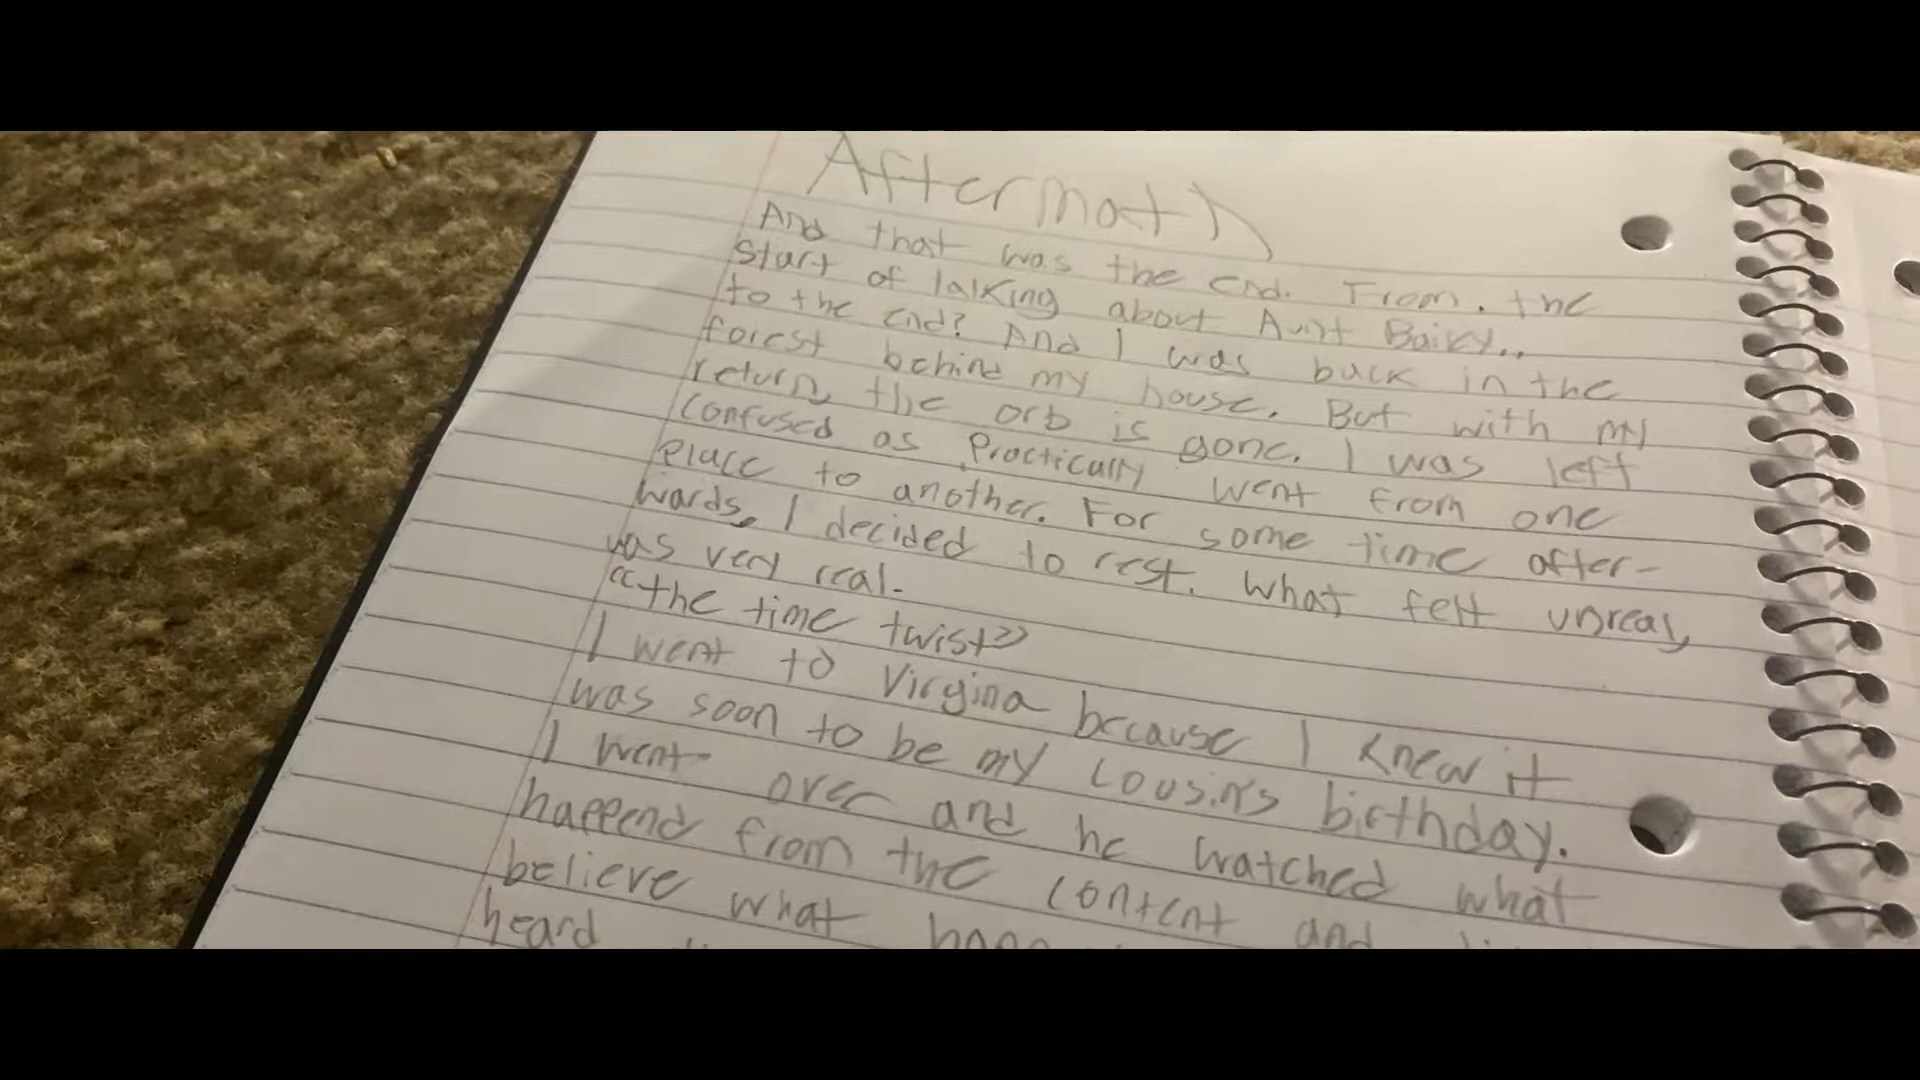 Aftermath
And that was the end. From. the
start of talking about Aunt Baiky..
to the end? And I was back in the
forest behind my house. But with my
return, the orb is gone. I was left
confused as Practically went from one
place to another. For some time after-
wards, I decided to rest. What felt unreal,
was very real.
"the time twist"
I went to Virgina because I knew it
was soon to be my cousin's birthday.
I went over and he watched what
happend from the content and
believe what
heard